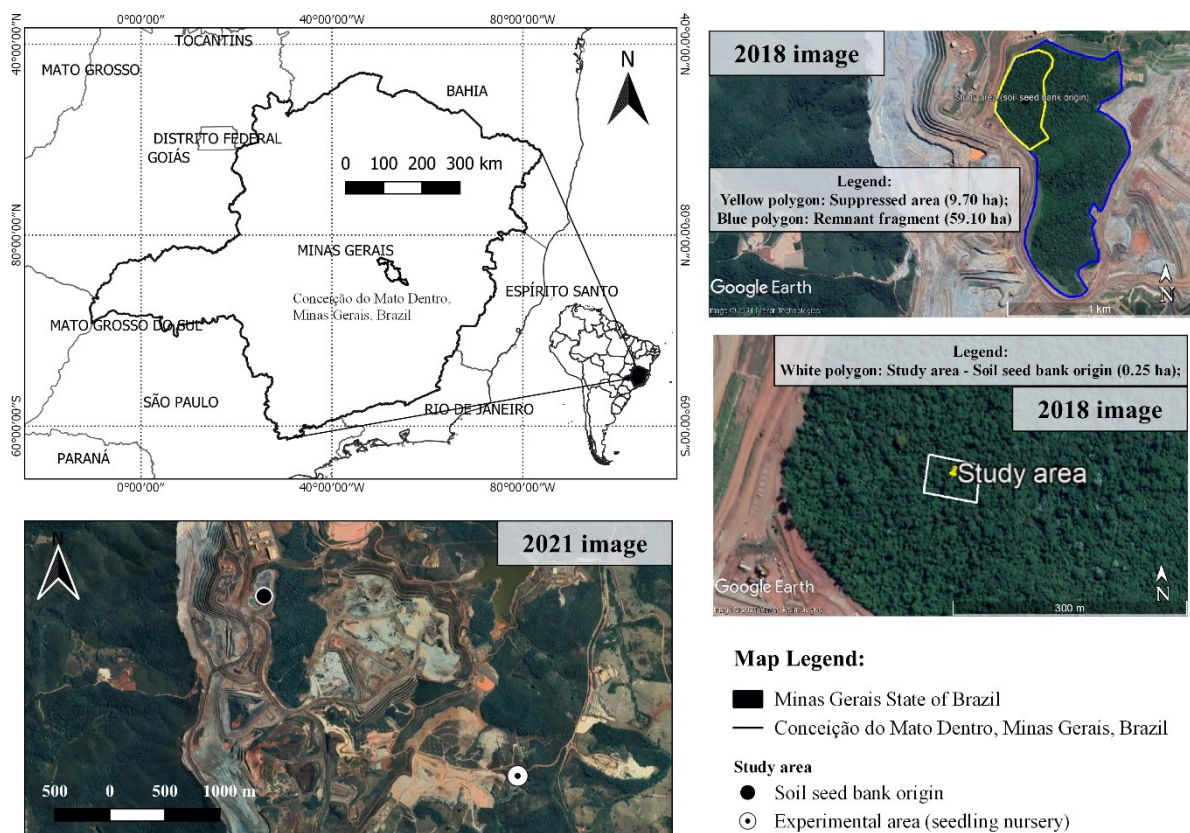 0°00'00" 40°00'00"W 80°00'00"W
40°00'00"N
TOCANTINS
MATO GROSSO
BAHIA
N
DISTRITO FEDERAL
GOIÁS
0 100 200 300 km
80°00'00"N
80°00'00"N
MINAS GERAIS
Conceição do Mato Dentro,
Minas Gerais, Brazil
ESPÍRITO SANTO
MATO GROSSO DO SUL
SÃO PAULO
RIO DE JANEIRO
60°00'00"S
PARANÁ
0°00'00" 40°00'00"W 80°00'00"W
2018 image
Study area (soil seed bank origin)
Legend:
Yellow polygon: Suppressed area (9.70 ha);
Blue polygon: Remnant fragment (59.10 ha)
Google Earth
1 km
N
Legend:
White polygon: Study area - Soil seed bank origin (0.25 ha);
2018 image
Study area
Google Earth
300 m
N
2021 image
N
500 0 500 1000 m
Map Legend:
Minas Gerais State of Brazil
Conceição do Mato Dentro, Minas Gerais, Brazil
Study area
Soil seed bank origin
Experimental area (seedling nursery)